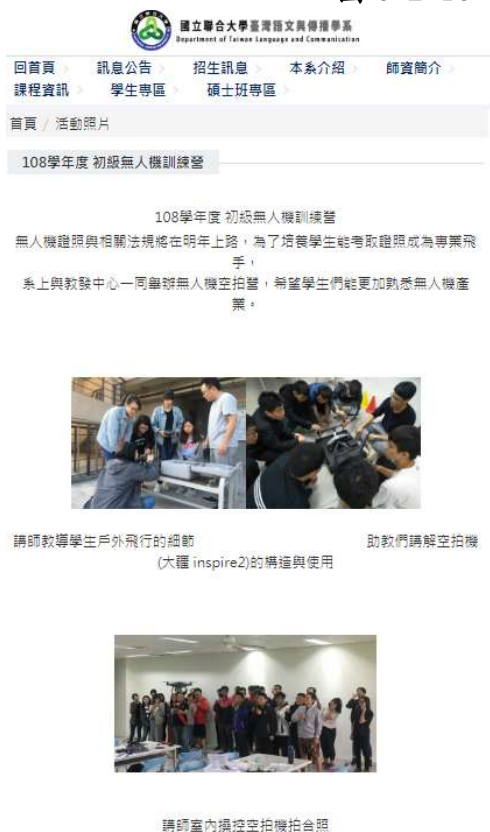 國立聯合大學臺灣語文與傳播學系
Department of Taiwan Language and Communication
回首頁 訊息公告 招生訊息 本系介紹 師資簡介
課程資訊 學生專區 碩士班專區
首頁 / 活動照片
108學年度 初級無人機訓練營
108學年度 初級無人機訓練營
無人機證照與相關法規將在明年上路，為了培養學生能考取證照成為專業飛
手，
系上與教發中心一同舉辦無人機空拍營，希望學生們能更加熟悉無人機產
業。
講師教導學生戶外飛行的細節 助教們講解空拍機
(大疆 inspire2)的構造與使用
講師室內操控空拍機拍合照